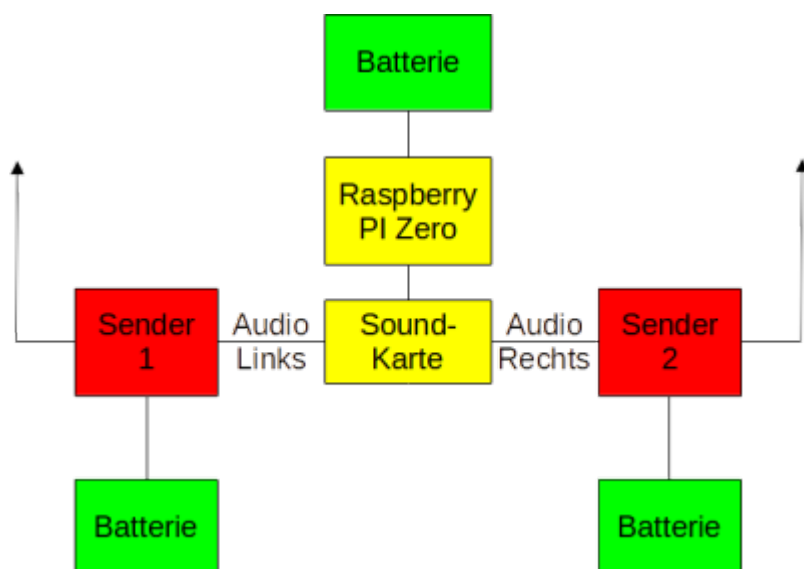 Batterie
Raspberry
PI Zero
Sender
1
Audio
Links
Sound-
Karte
Audio
Rechts
Sender
2
Batterie
Batterie